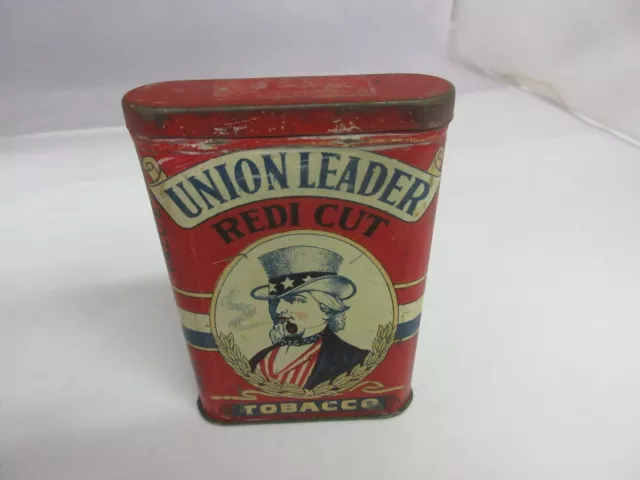 UNION LEADER
REDI CUT
TOBACCO